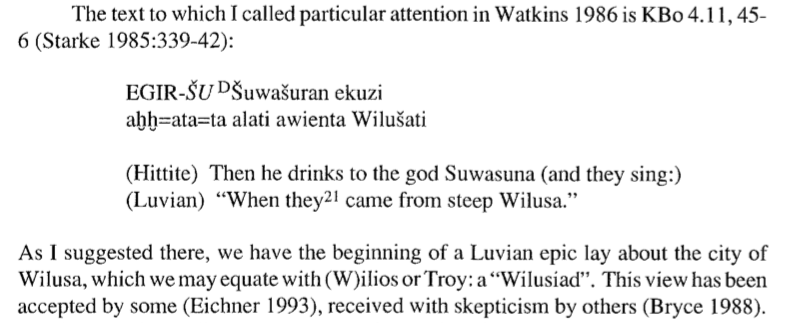 The text to which I called particular attention in Watkins 1986 is KBo 4.11, 45-
6 (Starke 1985:339-42):
EGIR-ŠU ᴰŠuwašuran ekuzi
aḫḫ=ata=ta alati awienta Wilušati
(Hittite) Then he drinks to the god Suwasuna (and they sing:)
(Luvian) “When they²¹ came from steep Wilusa.”
As I suggested there, we have the beginning of a Luvian epic lay about the city of
Wilusa, which we may equate with (W)ilios or Troy: a “Wilusiad”. This view has been
accepted by some (Eichner 1993), received with skepticism by others (Bryce 1988).